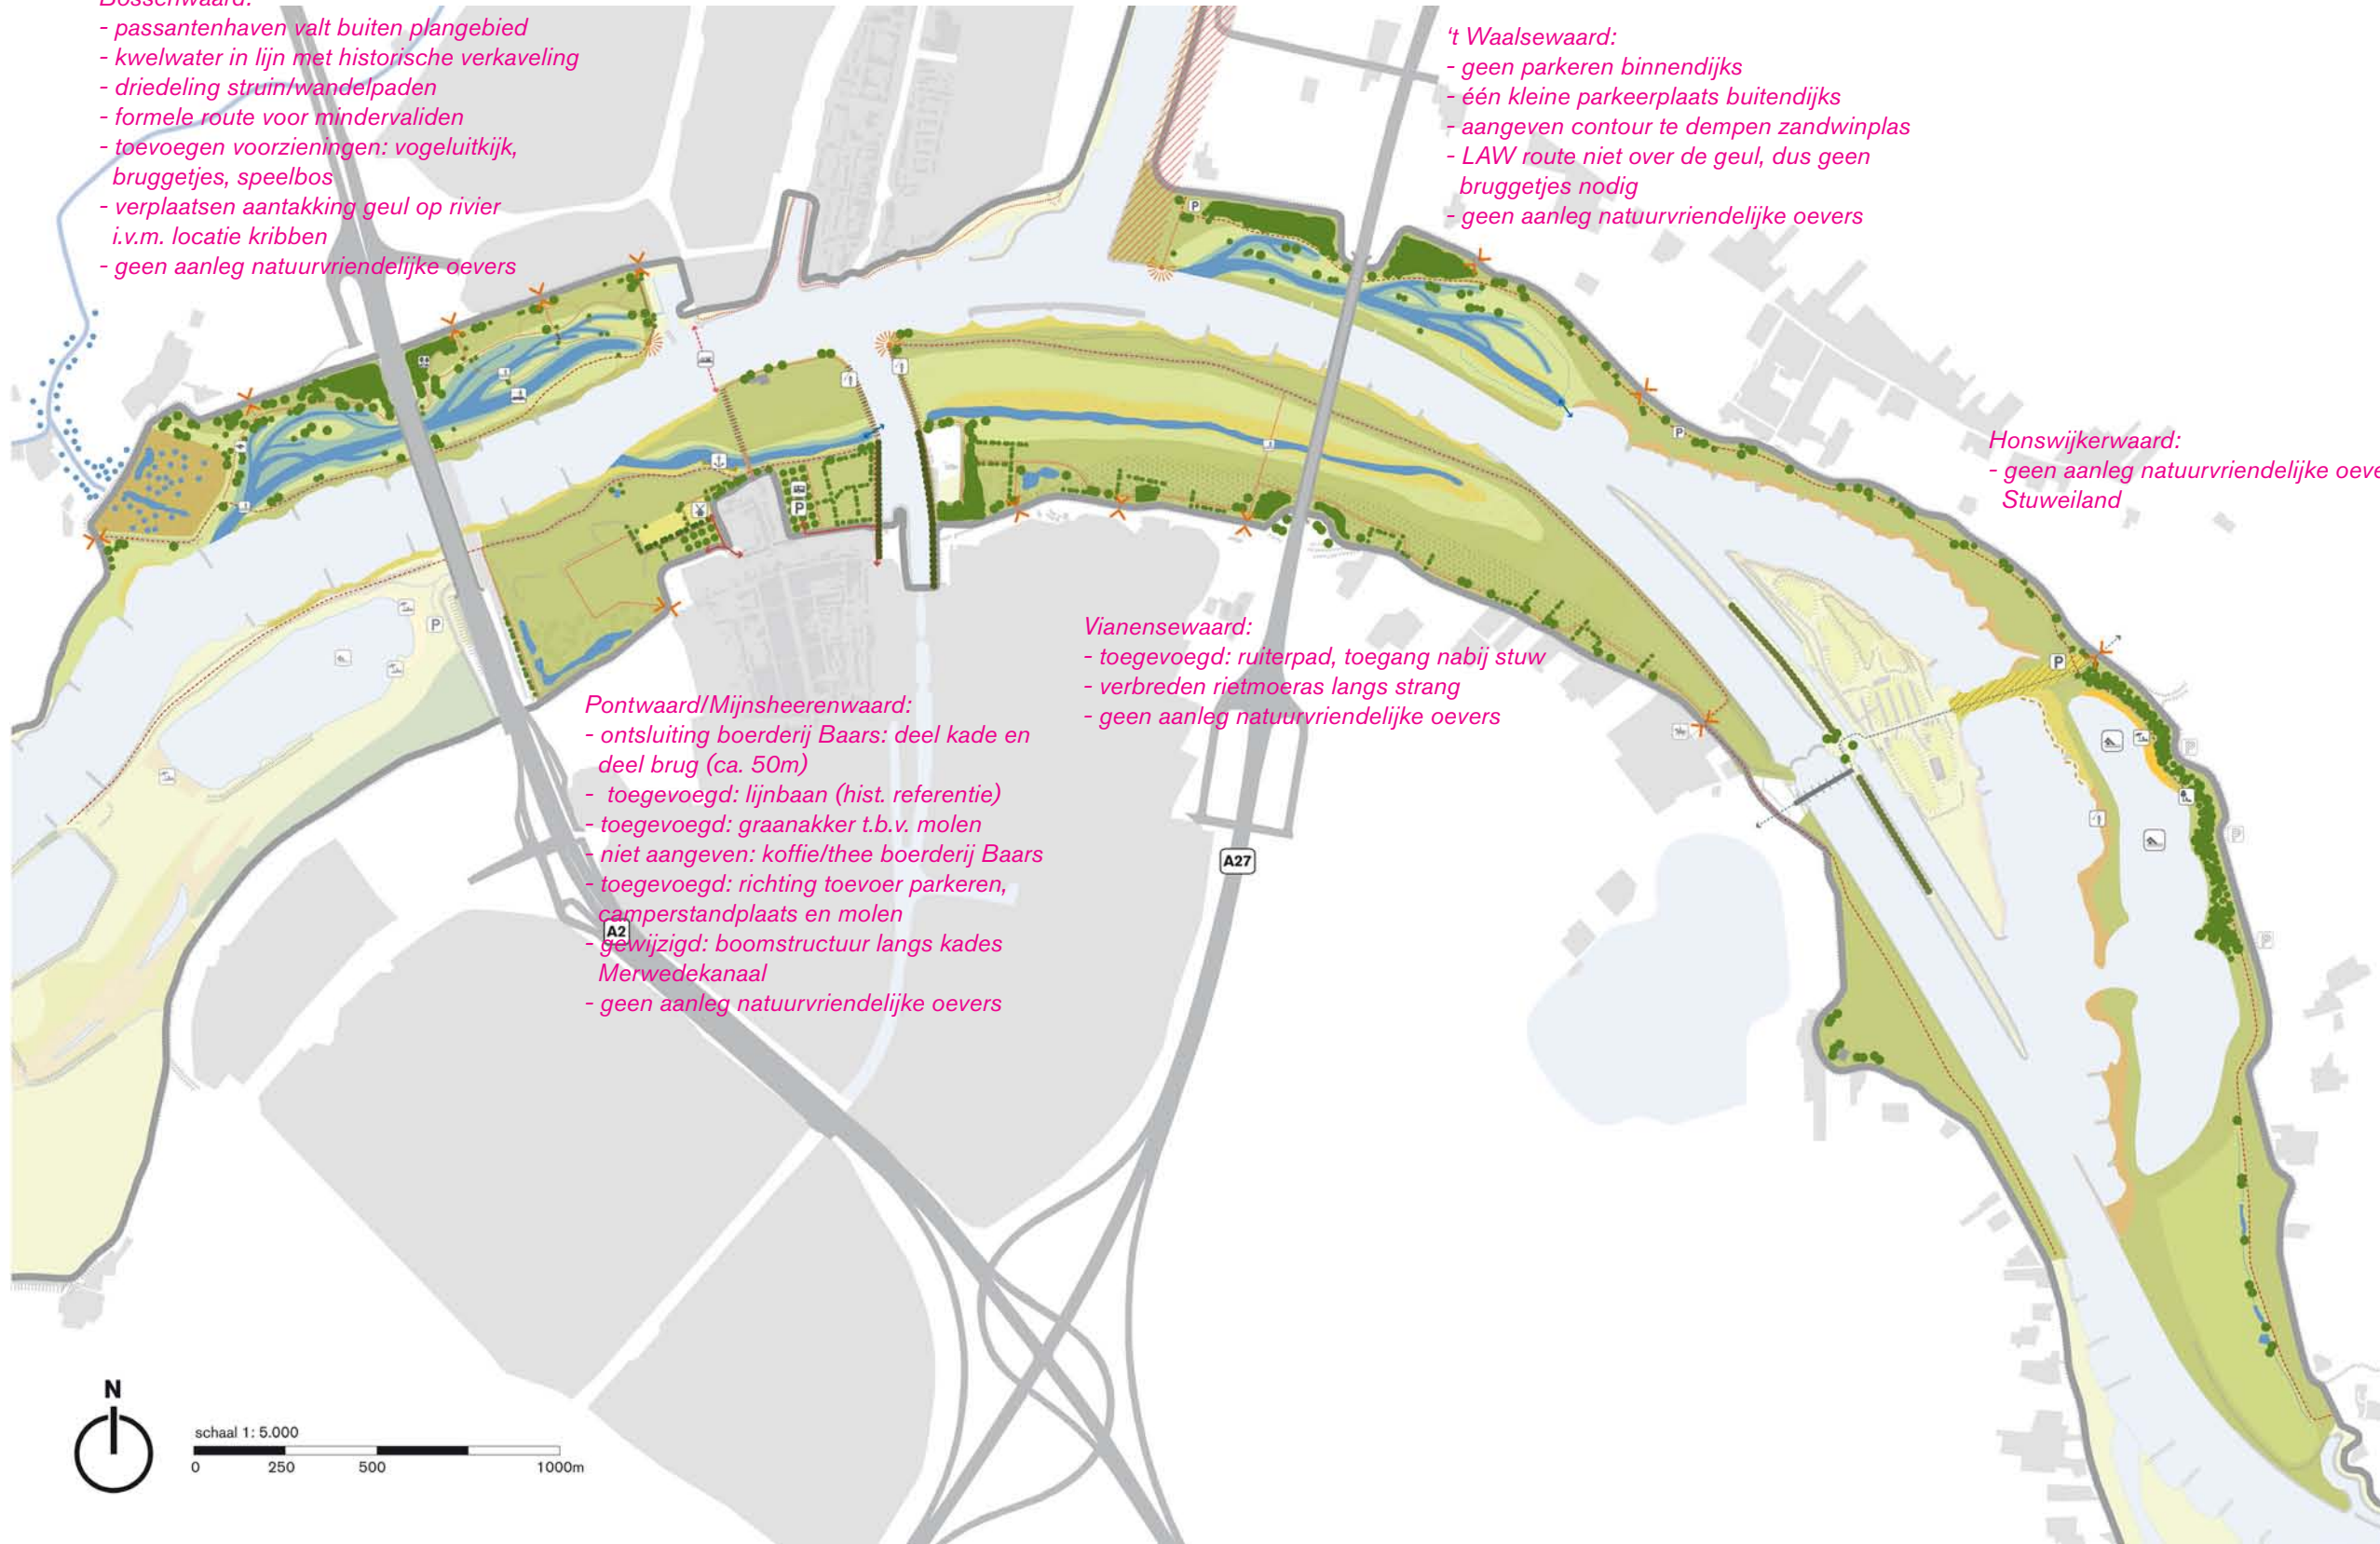 Bossenwaard:
- passantenhaven valt buiten plangebied
- kwelwater in lijn met historische verkaveling
- driedeling struin/wandelpaden
- formele route voor mindervaliden
- toevoegen voorzieningen: vogeluitkijk,
bruggetjes, speelbos
- verplaatsen aantakking geul op rivier
i.v.m. locatie kribben
- geen aanleg natuurvriendelijke oevers
't Waalsewaard:
- geen parkeren binnendijks
- één kleine parkeerplaats buitendijks
- aangeven contour te dempen zandwinplas
- LAW route niet over de geul, dus geen
bruggetjes nodig
- geen aanleg natuurvriendelijke oevers
P
Honswijkerwaard:
- geen aanleg natuurvriendelijke oeve
Stuweiland
P
P
P
Vianensewaard:
- toegevoegd: ruiterpad, toegang nabij stuw
- verbreden rietmoeras langs strang
- geen aanleg natuurvriendelijke oevers
P
P
P
P
Pontwaard/Mijnsheerenwaard:
- ontsluiting boerderij Baars: deel kade en
deel brug (ca. 50m)
- toegevoegd: lijnbaan (hist. referentie)
- toegevoegd: graanakker t.b.v. molen
- niet aangeven: koffie/thee boerderij Baars
- toegevoegd: richting toevoer parkeren,
camperstandplaats en molen
- gewijzigd: boomstructuur langs kades
Merwedekanaal
- geen aanleg natuurvriendelijke oevers
A27
A2
N
schaal 1: 5.000
0 250 500 1000m